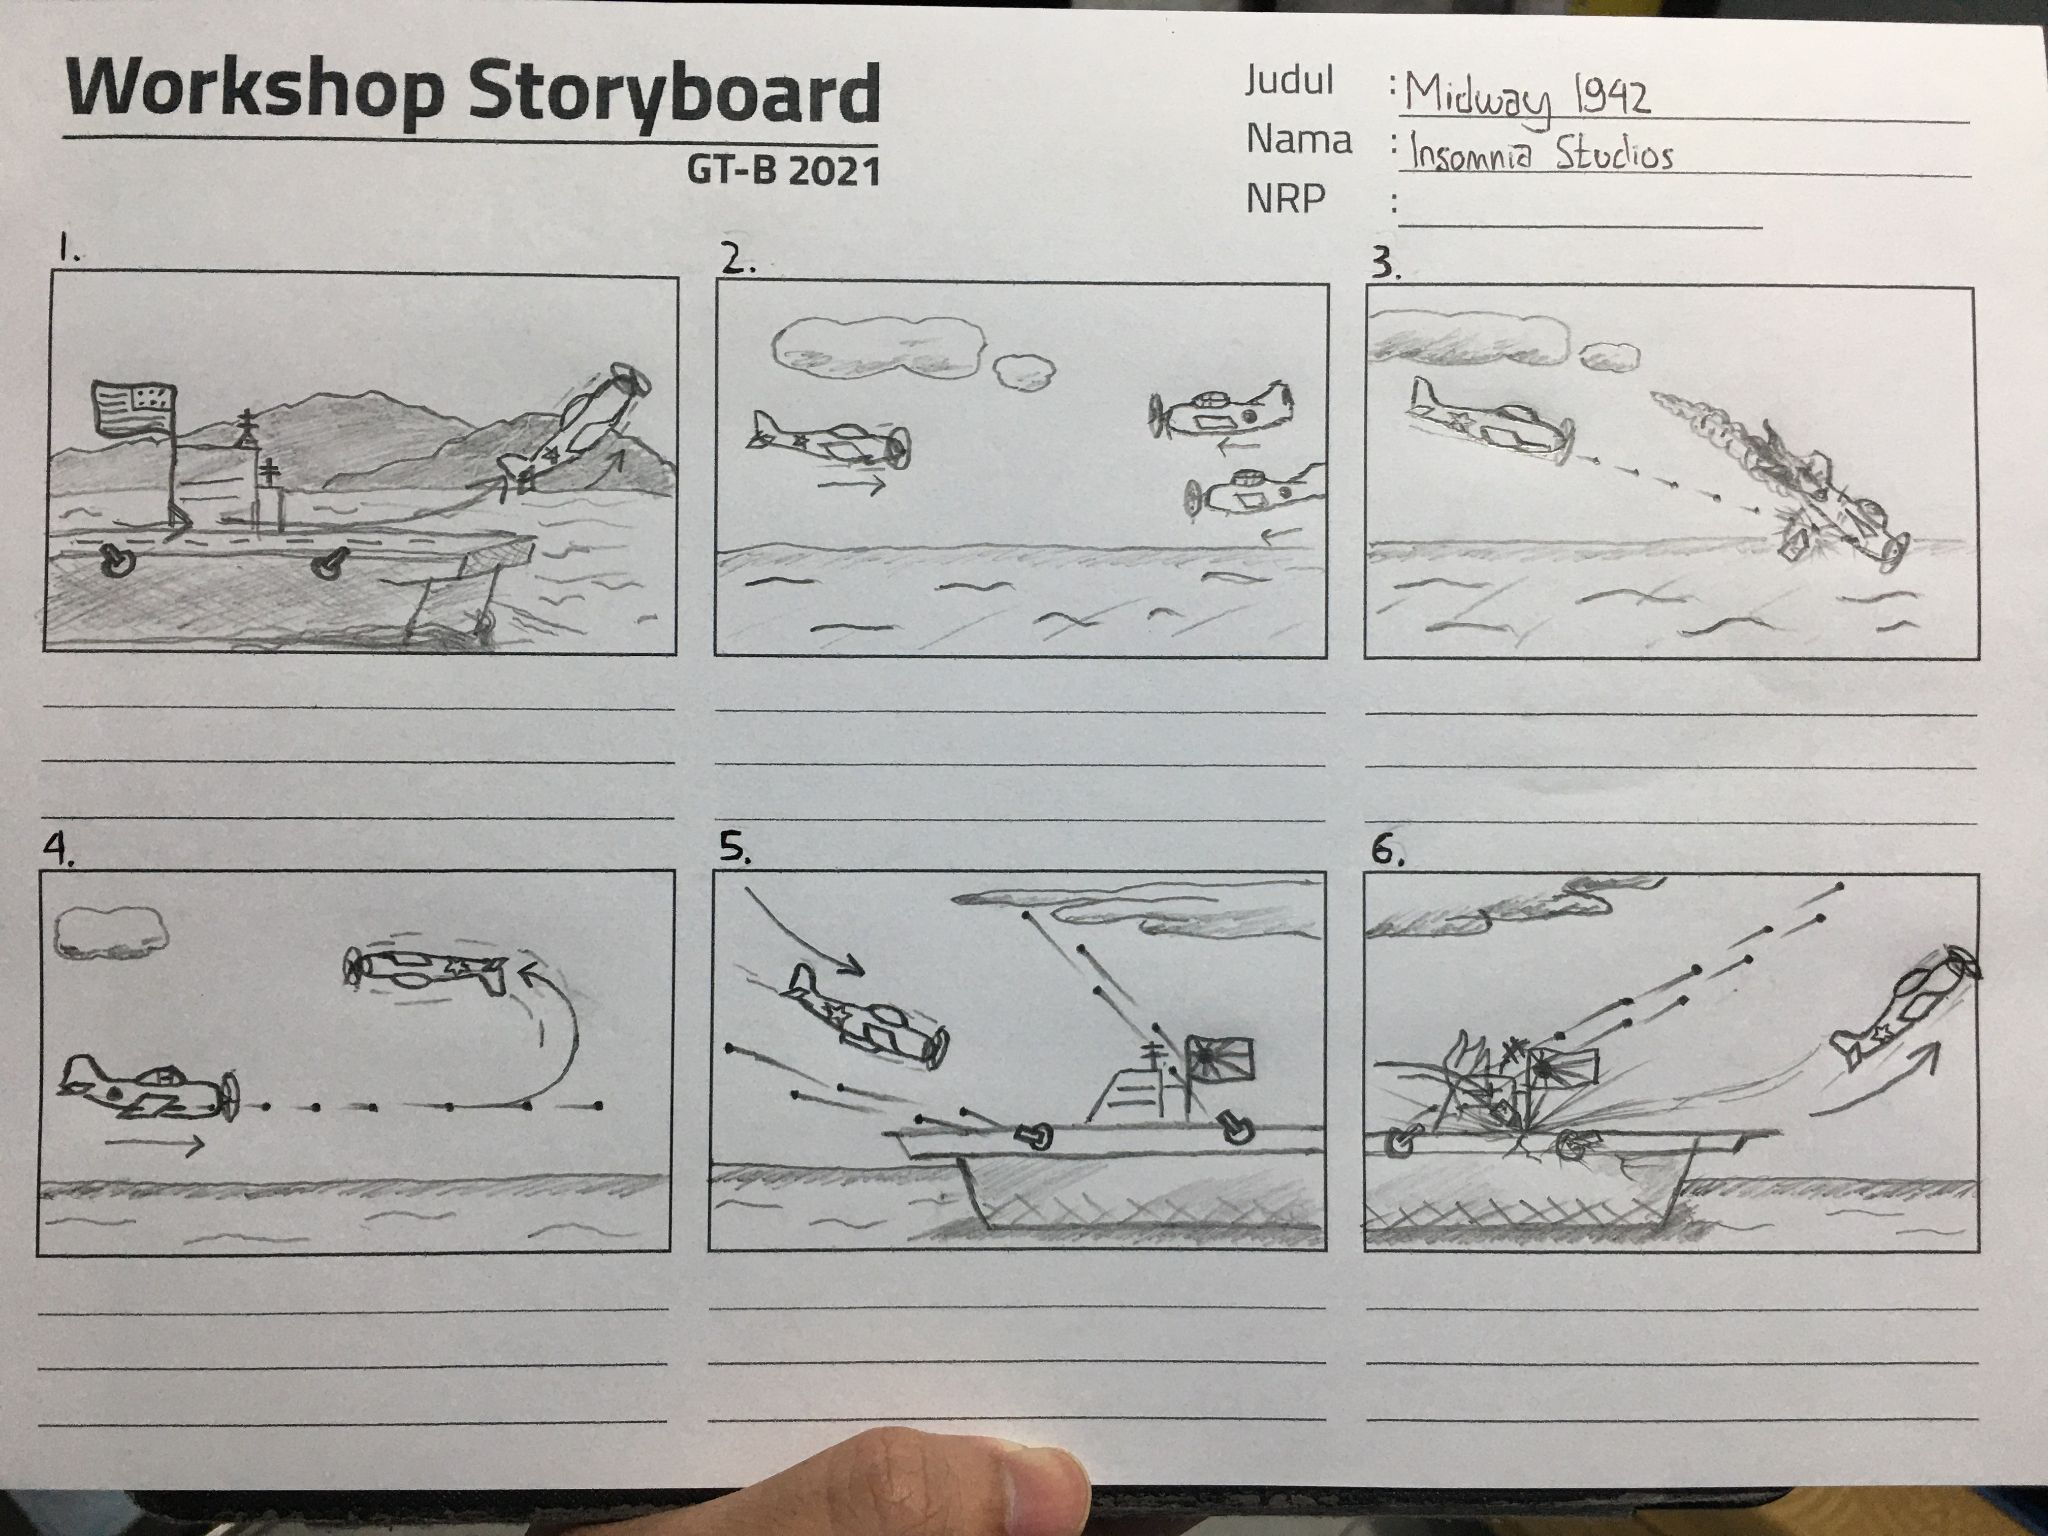 Workshop Storyboard
GT-B 2021
Judul : Midway 1942
Nama : Insomnia Studios
NRP :
1.
2.
3.
4.
5.
6.